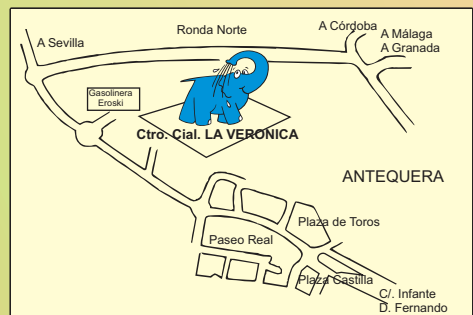 Ronda Norte
A Córdoba
A Málaga
A Granada
A Sevilla
Gasolinera
Eroski
Ctro. Cial. LA VERONICA
ANTEQUERA
Plaza de Toros
Paseo Real
Plaza Castilla
C/. Infante
D. Fernando